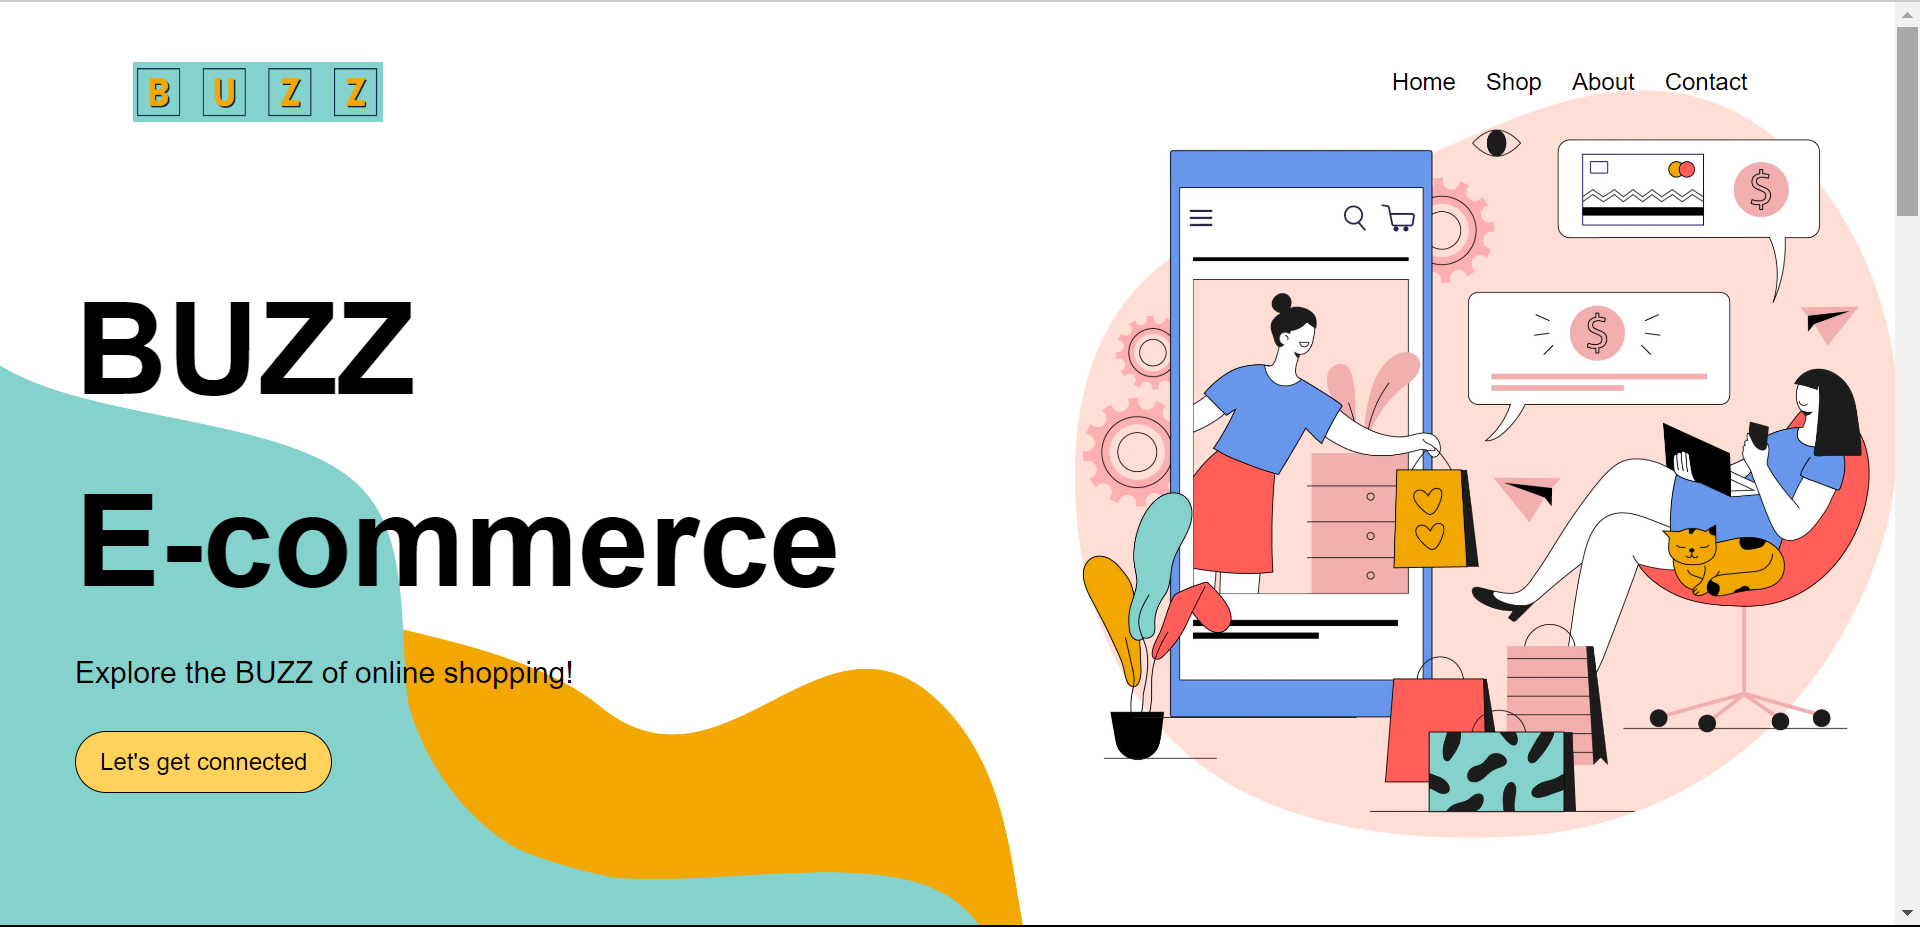 B U Z Z
Home Shop About Contact
$
$
BUZZ
E-commerce
Explore the BUZZ of online shopping!
Let's get connected